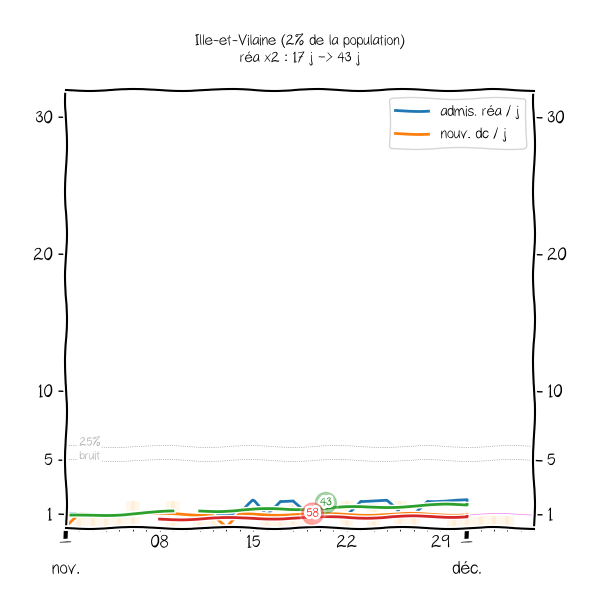 Ille-et-Vilaine (2% de la population)
réa x2 : 17 j -> 43 j
admis. réa / j
nouv. dc / j
30
30
20
20
10
10
25%
bruit
5
5
43
58
1
1
08
15
22
29
nov.
déc.